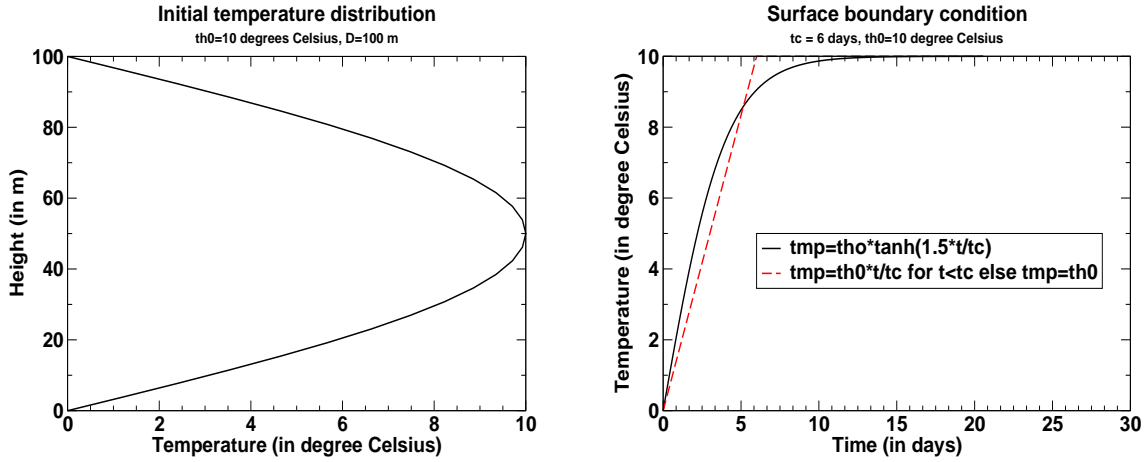 Initial temperature distribution
th0=10 degrees Celsius, D=100 m
100
80
60
40
20
0
Height (in m)
0 2 4 6 8 10
Temperature (in degree Celsius)
Surface boundary condition
tc = 6 days, th0=10 degree Celsius
10
8
6
4
2
0
Temperature (in degree Celsius)
tmp=tho*tanh(1.5*t/tc)
tmp=th0*t/tc for t<tc else tmp=th0
0 5 10 15 20 25 30
Time (in days)